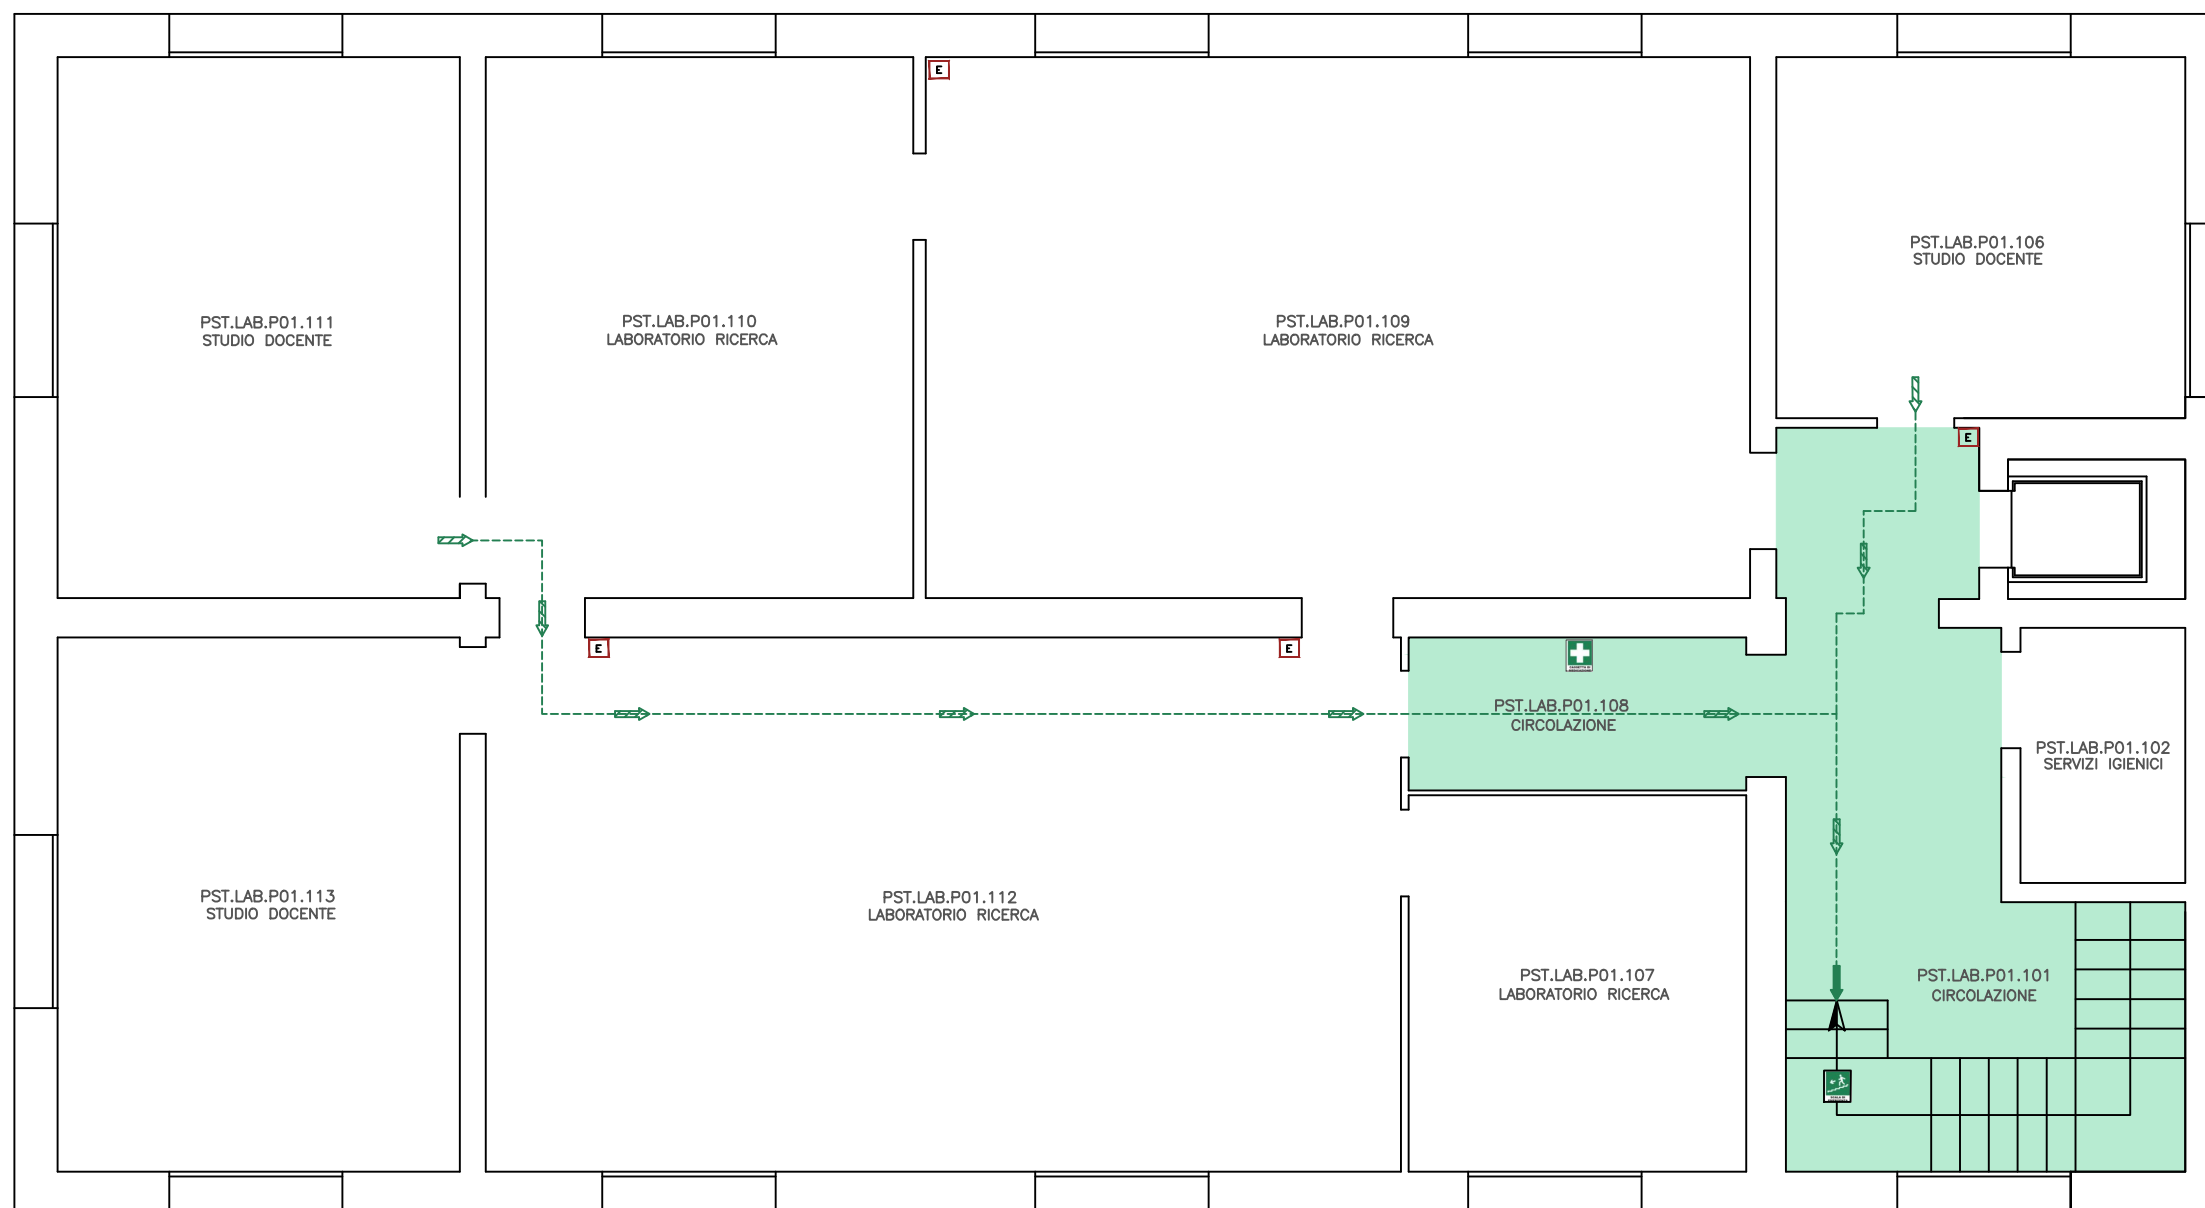 E
PST.LAB.P01.106
STUDIO DOCENTE
PST.LAB.P01.111
STUDIO DOCENTE
PST.LAB.P01.110
LABORATORIO RICERCA
PST.LAB.P01.109
LABORATORIO RICERCA
E
E
E
PST.LAB.P01.108
CIRCOLAZIONE
PST.LAB.P01.102
SERVIZI IGIENICI
PST.LAB.P01.113
STUDIO DOCENTE
PST.LAB.P01.112
LABORATORIO RICERCA
PST.LAB.P01.107
LABORATORIO RICERCA
PST.LAB.P01.101
CIRCOLAZIONE